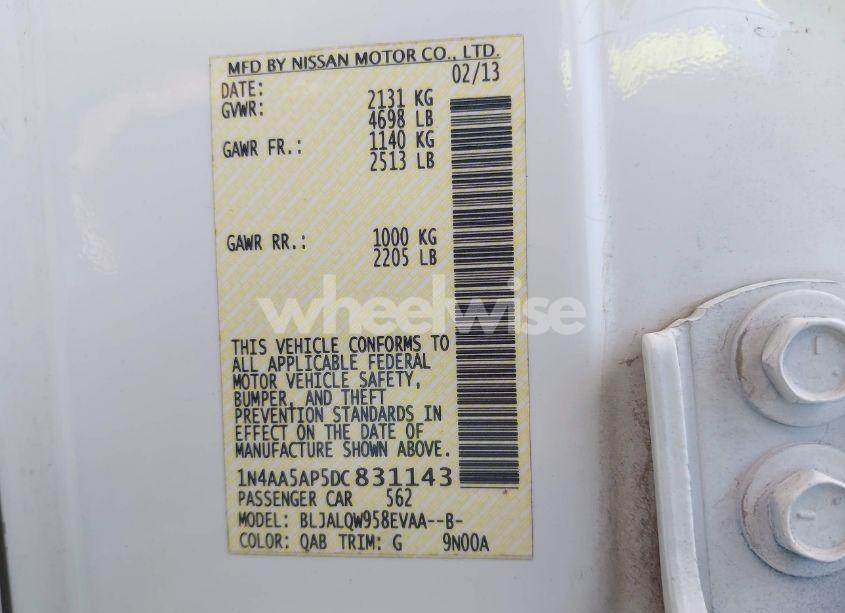 MFD BY NISSAN MOTOR CO., LTD.
DATE: 02/13
GVWR: 2131 KG
4698 LB
GAWR FR.: 1140 KG
2513 LB
GAWR RR.: 1000 KG
2205 LB
wheelwise
THIS VEHICLE CONFORMS TO
ALL APPLICABLE FEDERAL
MOTOR VEHICLE SAFETY,
BUMPER, AND THEFT
PREVENTION STANDARDS IN
EFFECT ON THE DATE OF
MANUFACTURE SHOWN ABOVE.
1N4AA5AP5DC831143
PASSENGER CAR 562
MODEL: BLJALQW958EVAA--B-
COLOR: QAB TRIM: G 9N00A